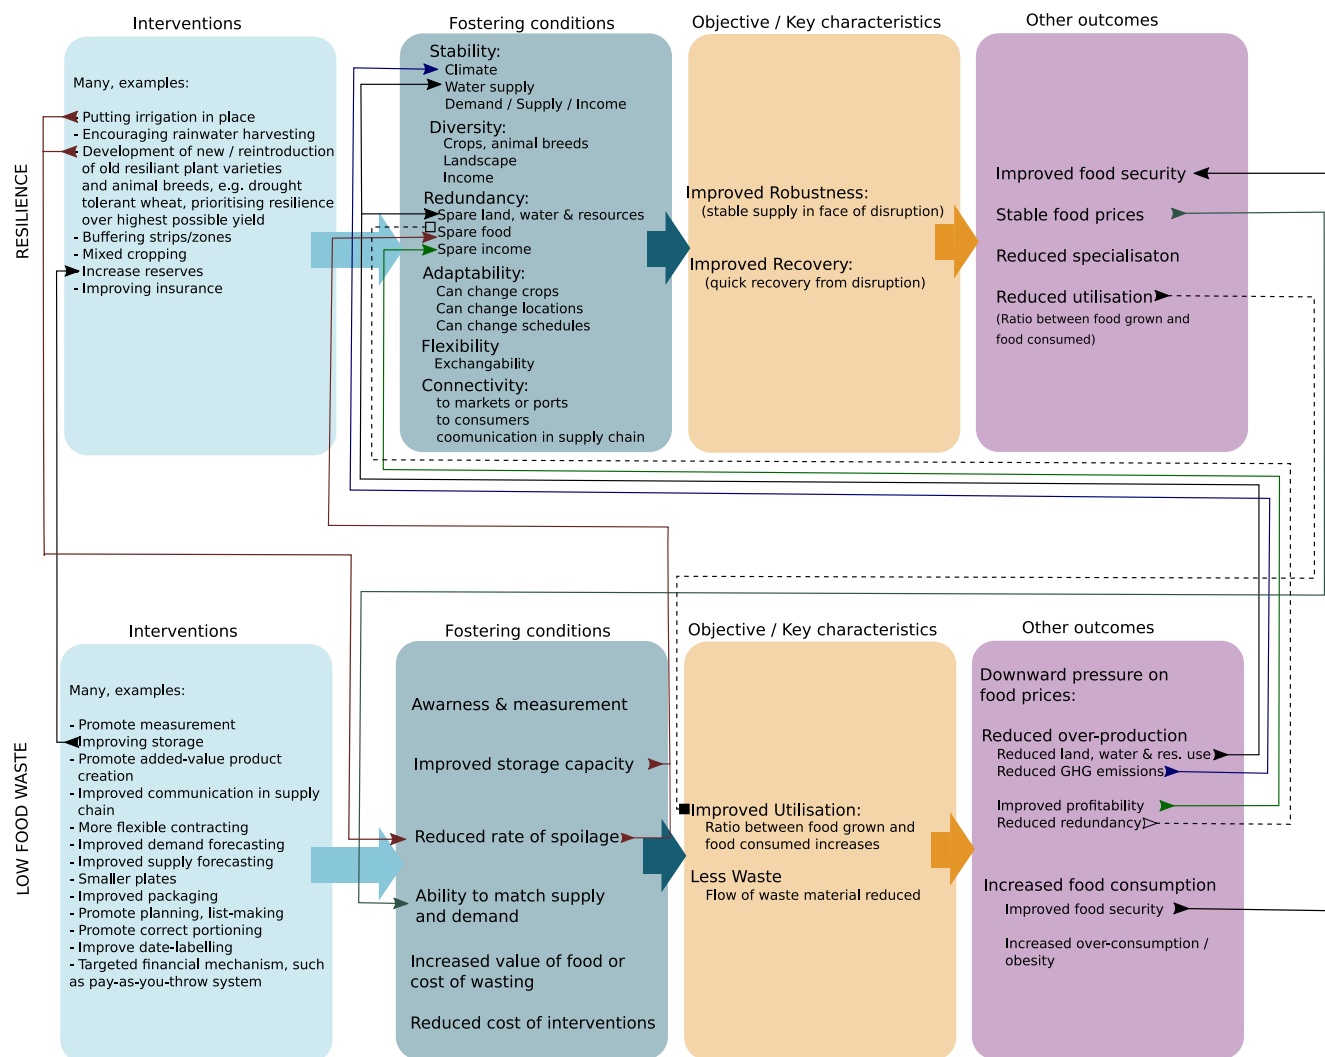 RESILIENCE
Interventions
Many, examples:
- Putting irrigation in place
- Encouraging rainwater harvesting
- Development of new / reintroduction
of old resiliant plant varieties
and animal breeds, e.g. drought
tolerant wheat, prioritising resilience
over highest possible yield
- Buffering strips/zones
- Mixed cropping
- Increase reserves
- Improving insurance
Fostering conditions
Stability:
Climate
Water supply
Demand / Supply / Income
Diversity:
Crops, animal breeds
Landscape
Income
Redundancy:
Spare land, water & resources
Spare food
Spare income
Adaptability:
Can change crops
Can change locations
Can change schedules
Flexibility
Exchangability
Connectivity:
to markets or ports
to consumers
coomunication in supply chain
Objective / Key characteristics
Improved Robustness:
(stable supply in face of disruption)
Improved Recovery:
(quick recovery from disruption)
Other outcomes
Improved food security
Stable food prices
Reduced specialisaton
Reduced utilisation
(Ratio between food grown and
food consumed)
LOW FOOD WASTE
Interventions
Many, examples:
- Promote measurement
- Improving storage
- Promote added-value product
creation
- Improved communication in supply
chain
- More flexible contracting
- Improved demand forecasting
- Improved supply forecasting
- Smaller plates
- Improved packaging
- Promote planning, list-making
- Promote correct portioning
- Improve date-labelling
- Targeted financial mechanism, such
as pay-as-you-throw system
Fostering conditions
Awarness & measurement
Improved storage capacity
Reduced rate of spoilage
Ability to match supply
and demand
Increased value of food or
cost of wasting
Reduced cost of interventions
Objective / Key characteristics
Improved Utilisation:
Ratio between food grown and
food consumed increases
Less Waste
Flow of waste material reduced
Other outcomes
Downward pressure on
food prices:
Reduced over-production
Reduced land, water & res. use
Reduced GHG emissions
Improved profitability
Reduced redundancy
Increased food consumption
Improved food security
Increased over-consumption /
obesity